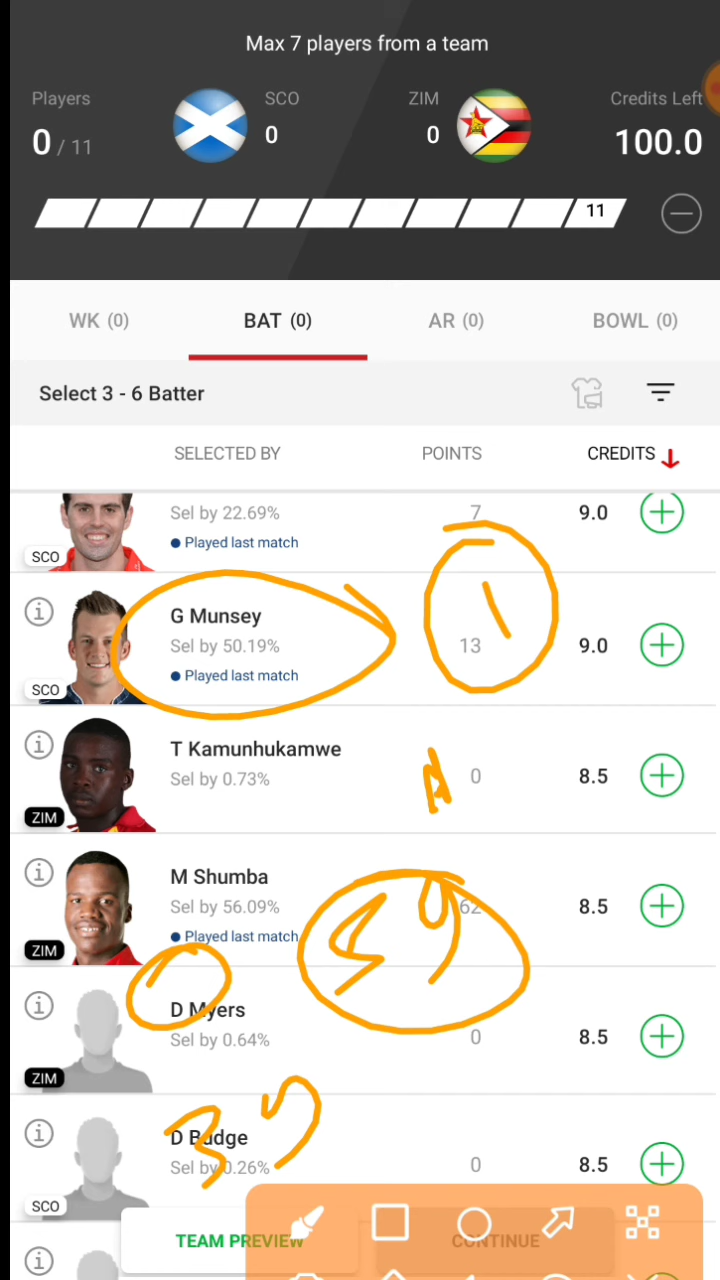 Max 7 players from a team
Players SCO ZIM Credits Left
0 / 11 0 0 100.0
11
WK (0) BAT (0) AR (0) BOWL (0)
Select 3 - 6 Batter
SELECTED BY POINTS CREDITS
Sel by 22.69% 7 9.0
Played last match
SCO
G Munsey
Sel by 50.19% 13 9.0
Played last match
SCO
T Kamunhukamwe
Sel by 0.73% 0 8.5
ZIM
M Shumba
Sel by 56.09% 62 8.5
Played last match
ZIM
D Myers
Sel by 0.64% 0 8.5
ZIM
D Budge
Sel by 0.26% 0 8.5
SCO
TEAM PREVIEW CONTINUE